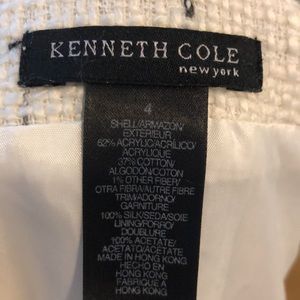 KENNETH COLE
new york
4
SHELL/ARMAZON/
EXTERIEUR
62% ACRYLIC/ACRILICO/
ACRYLIQUE
37% COTTON/
ALGODÓN/COTON
1% OTHER FIBER/
OTRA FIBRA/AUTRE FIBRE
TRIM/ADORNO/
GARNITURE
100% SILK/SEDA/SOIE
LINING/FORRO/
DOUBLURE
100% ACETATE/
ACETATO/ACETATE
MADE IN HONG KONG
HECHO EN
HONG KONG
FABRIQUE A
HONG KONG